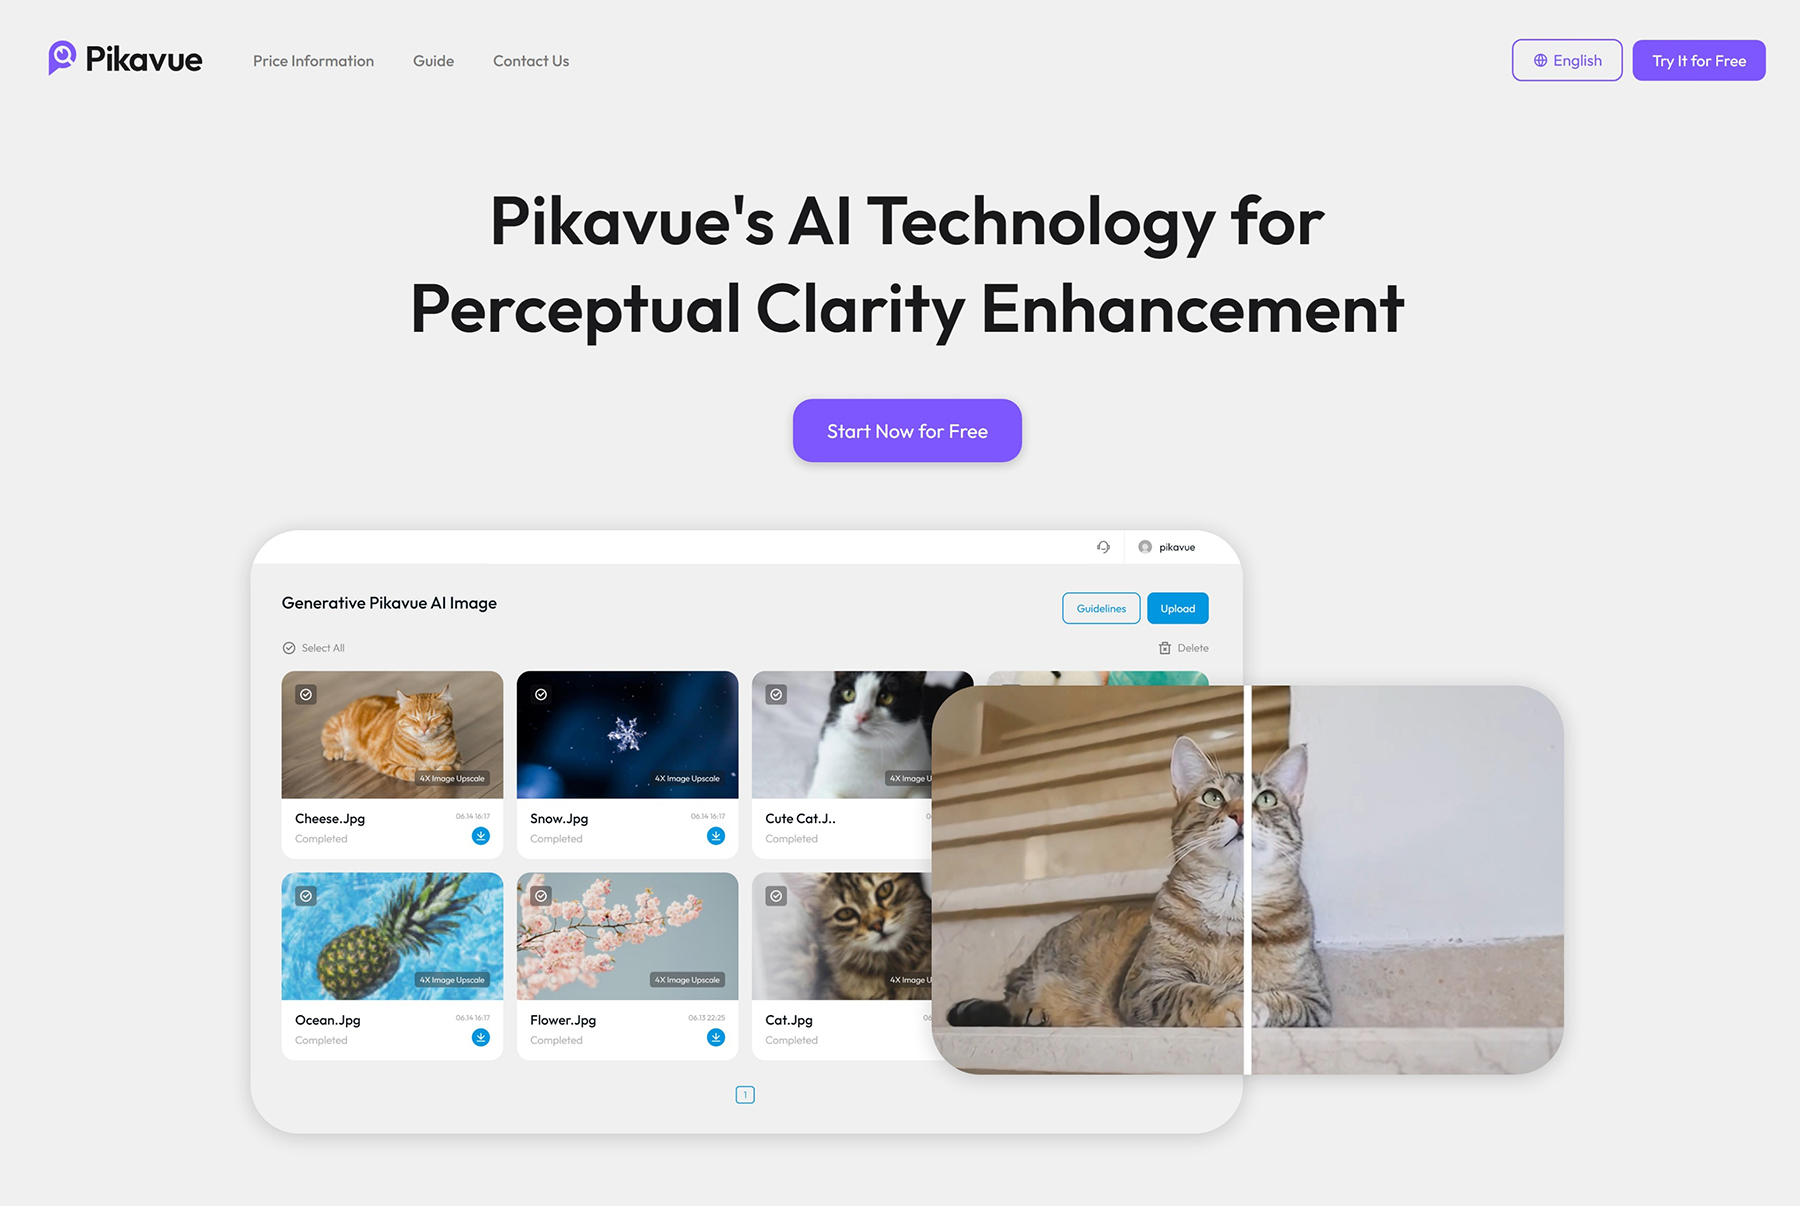 Pikavue
Price Information
Guide
Contact Us
English
Try It for Free
Pikavue's AI Technology for
Perceptual Clarity Enhancement
Start Now for Free
pikavue
Generative Pikavue AI Image
Guidelines
Upload
Select All
Delete
4X Image Upscale
4X Image Upscale
4X Image U
Cheese.Jpg
06.14 16:17
Completed
Snow.Jpg
06.14 16:17
Completed
Cute Cat.J..
Completed
4X Image Upscale
4X Image Upscale
4X Image U
Ocean.Jpg
06.14 16:17
Completed
Flower.Jpg
06.13 22:25
Completed
Cat.Jpg
06
Completed
1